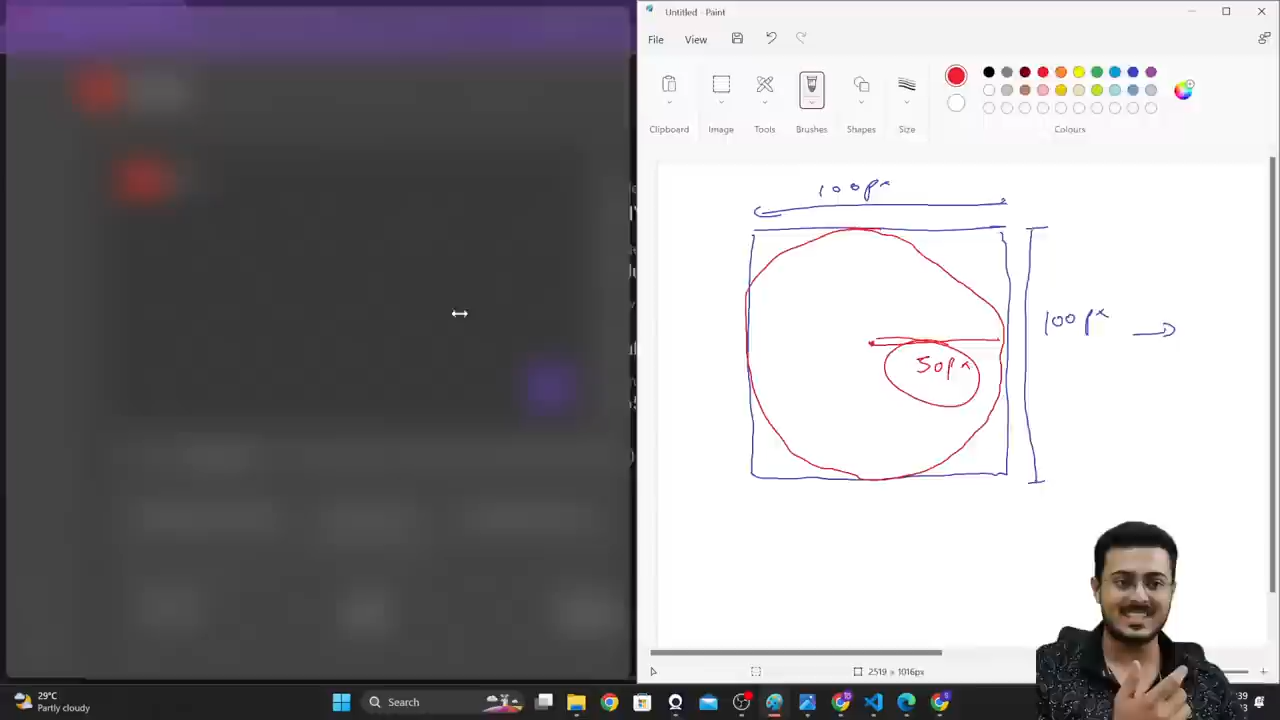 Untitled - Paint
File
View
Clipboard
Image
Tools
Brushes
Shapes
Size
Colours
100px
100px
50px
2519 × 1016px
29°C
Partly cloudy
Search
39